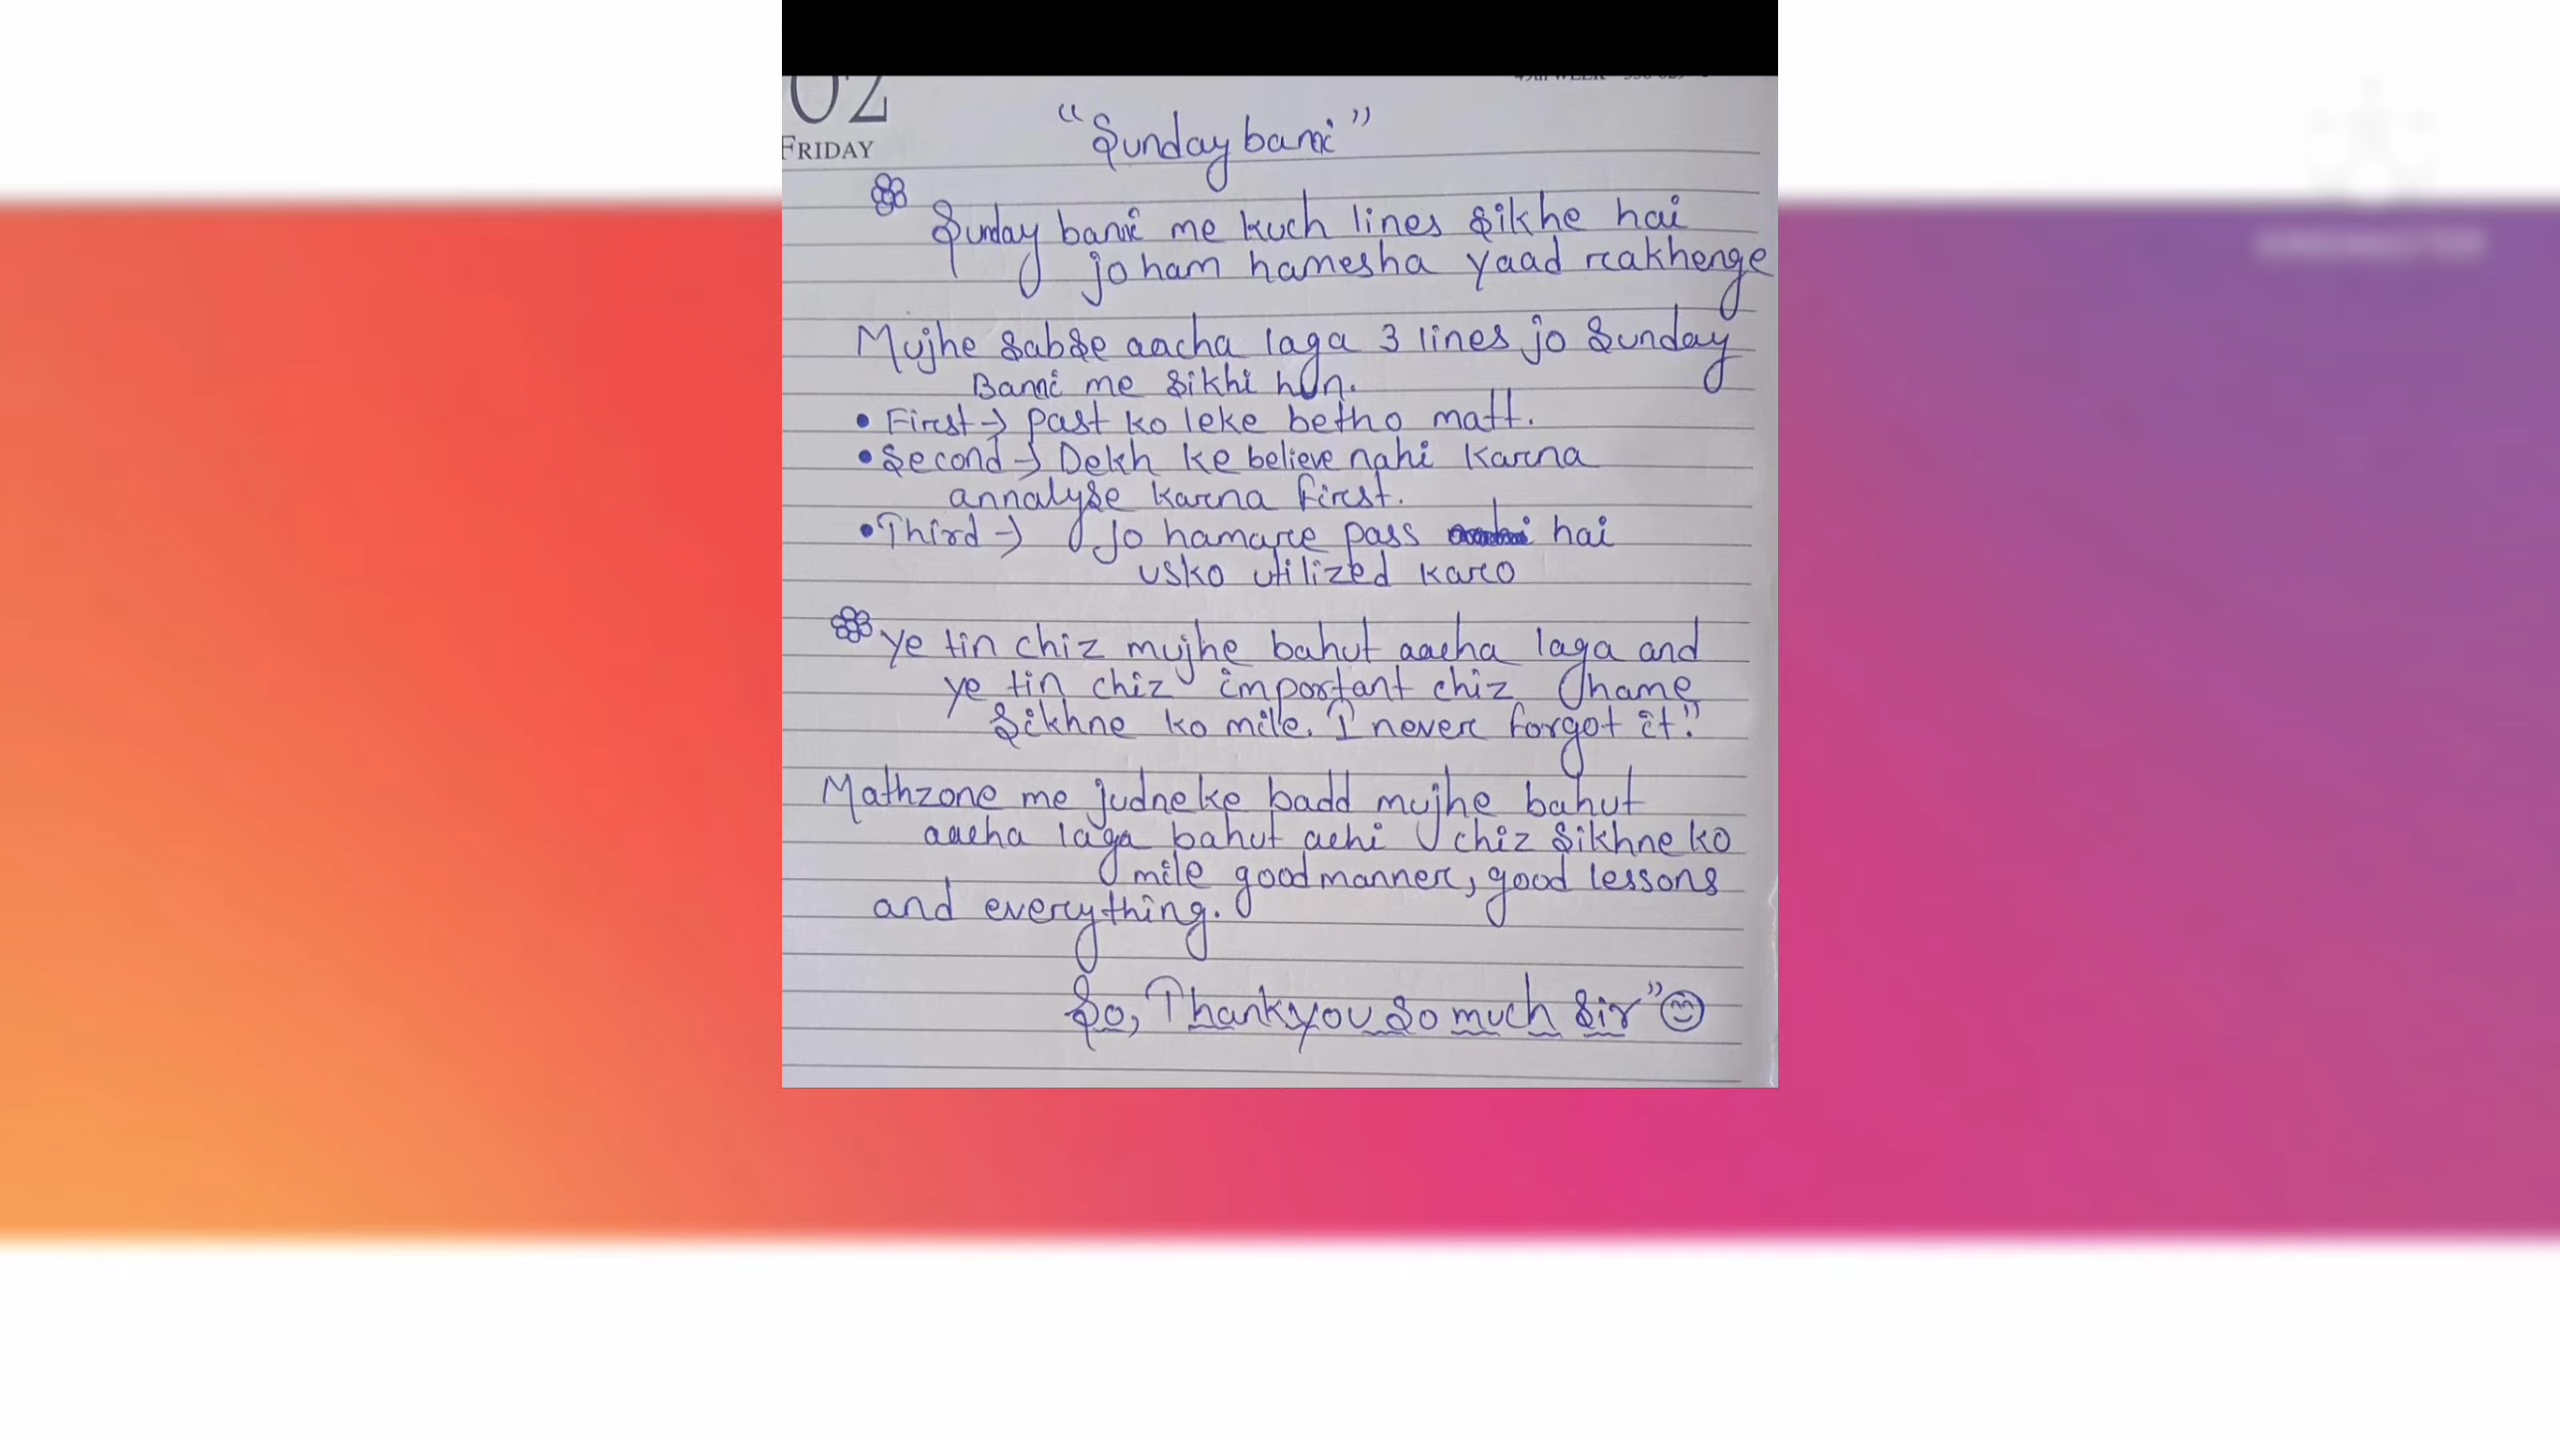 02
FRIDAY
"Sunday bani"
Sunday bani me kuch lines sikhe hai
jo ham hamesha yaad rakhenge
Mujhe sabse aacha laga 3 lines jo Sunday
Bani me sikhi hun.
• First → past ko leke betho matt.
• Second → Dekh ke believe nahi karna
annalyse karna first.
• Third → jo hamare pass hai
usko utilized karo
ye tin chiz mujhe bahut aacha laga and
ye tin chiz important chiz hame
sikhne ko mile. I never forgot it."
Mathzone me judne ke badd mujhe bahut
aacha laga bahut achi chiz sikhne ko
mile good manner, good lessons
and everything.
So, Thankyou so much sir" 😊